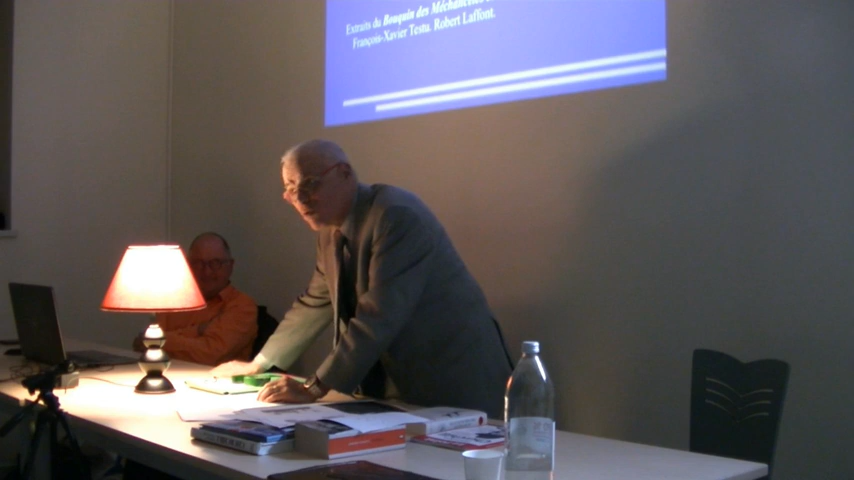 Extraits du Bouquin des Méchancetés
François-Xavier Testu. Robert Laffont.